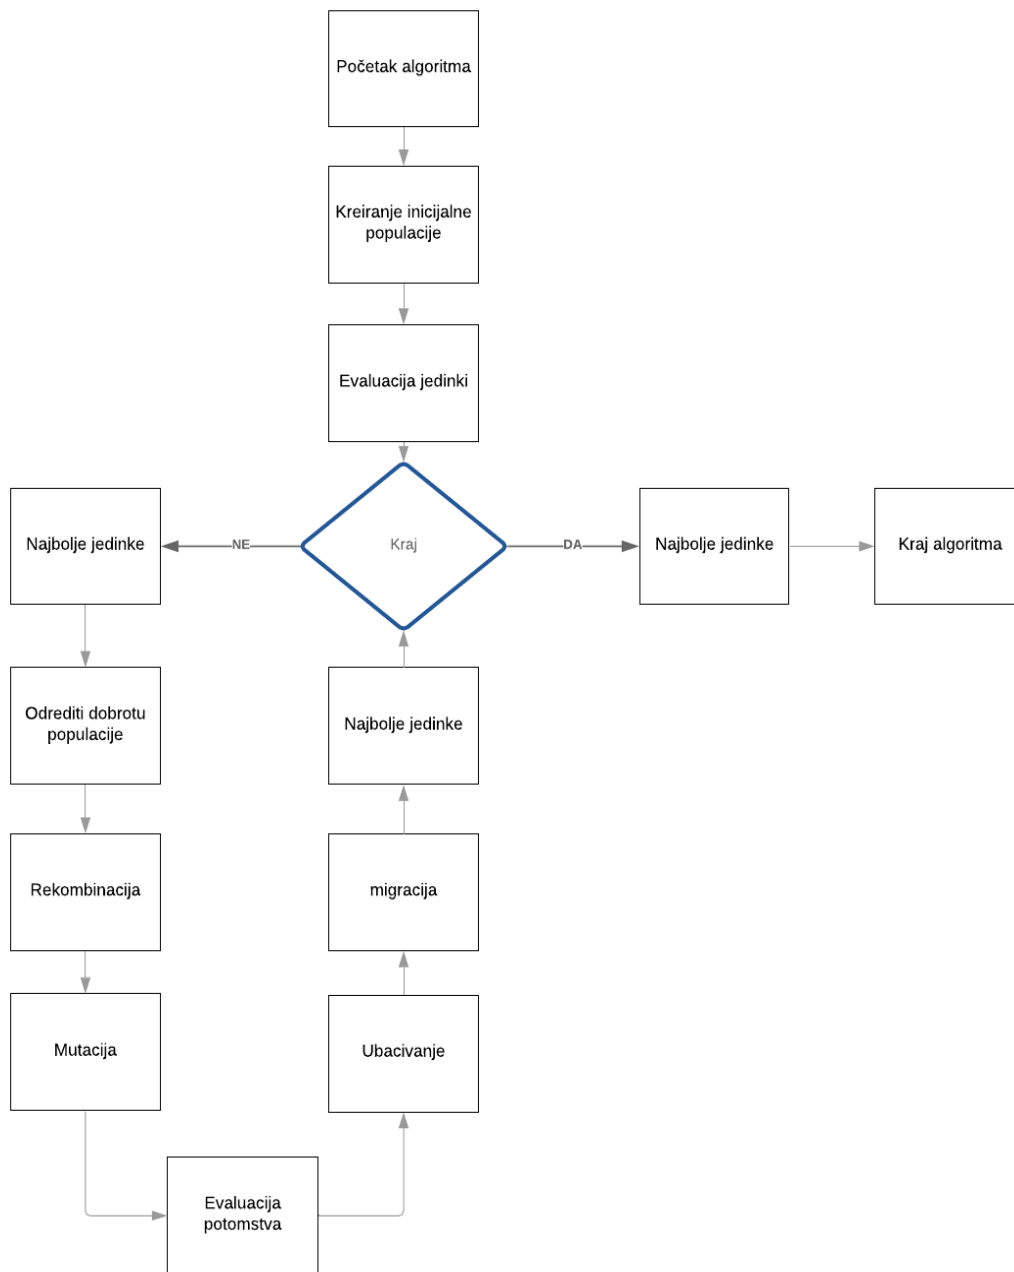 Početak algoritma
Kreiranje inicijalne
populacije
Evaluacija jedinki
Najbolje jedinke
NE
Kraj
DA
Najbolje jedinke
Kraj algoritma
Odrediti dobrotu
populacije
Najbolje jedinke
Rekombinacija
migracija
Mutacija
Ubacivanje
Evaluacija
potomstva